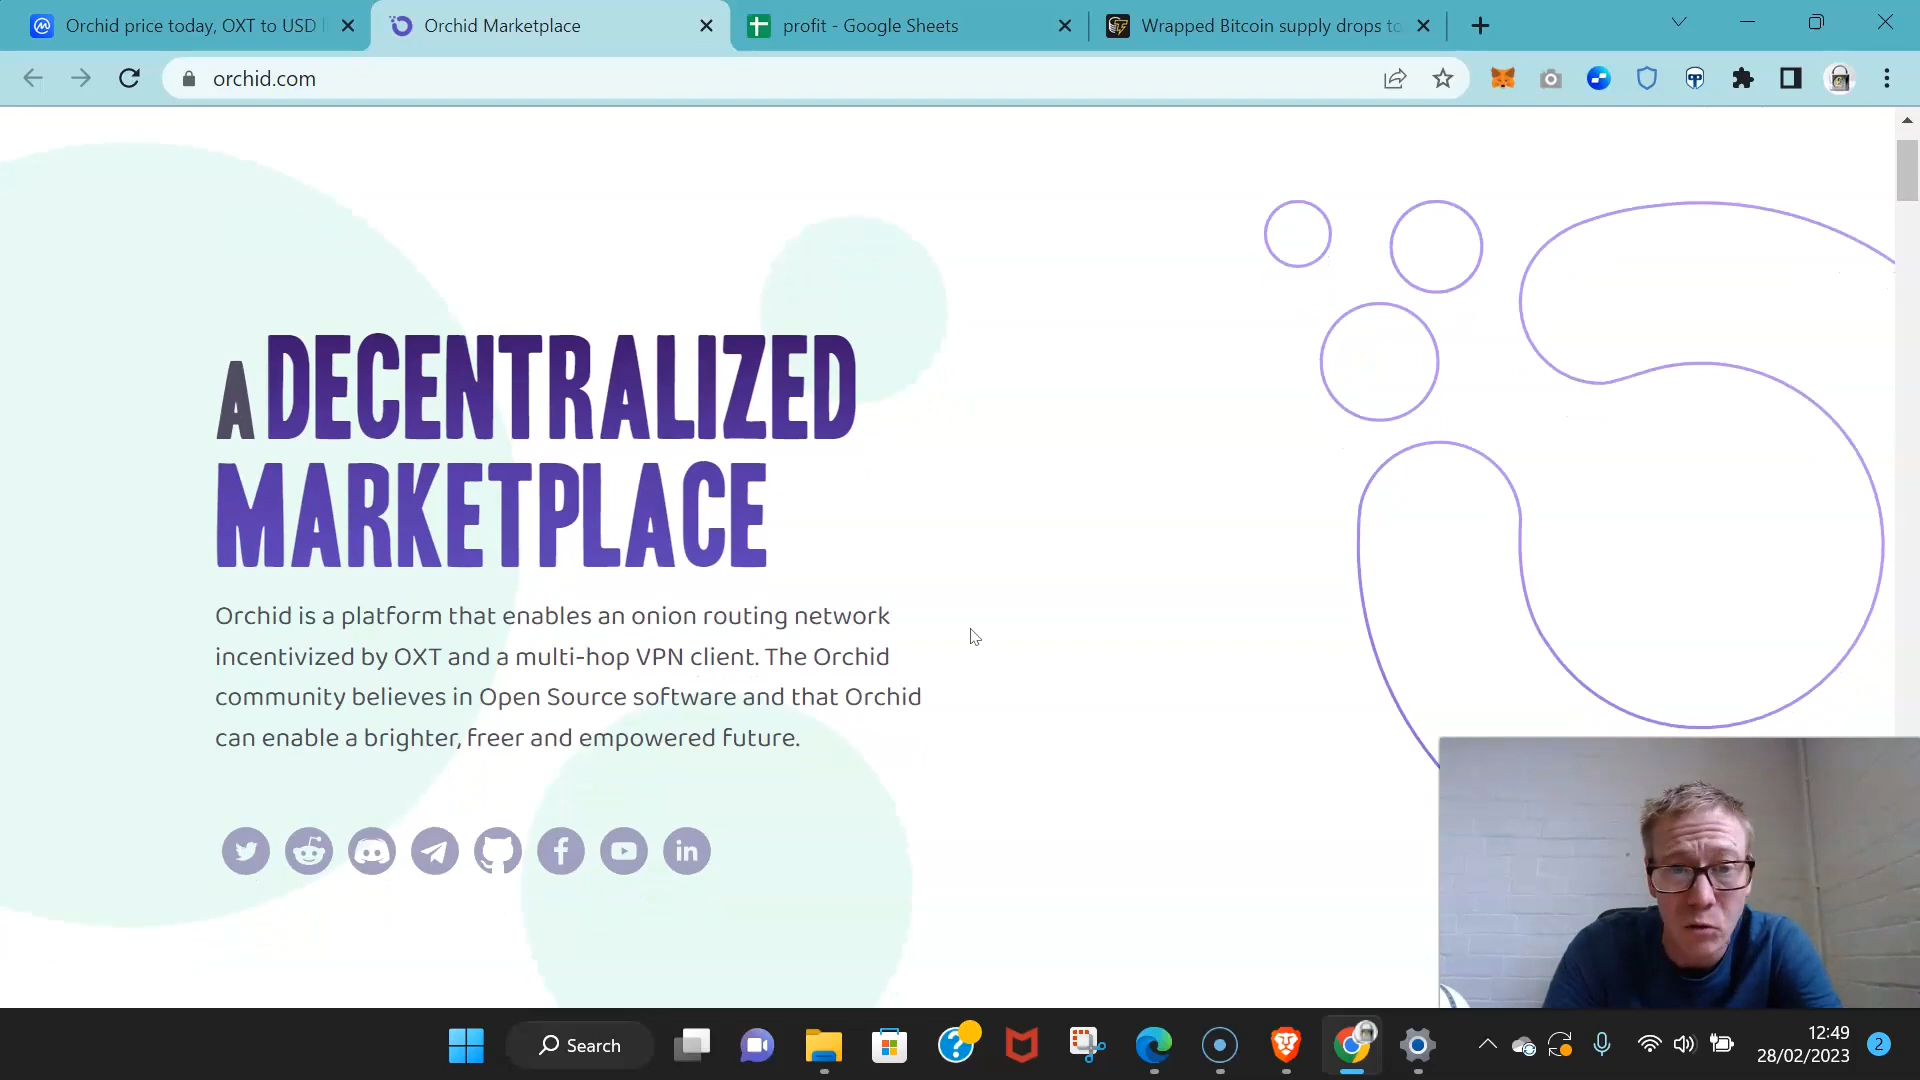 Orchid price today, OXT to USD
Orchid Marketplace
profit - Google Sheets
Wrapped Bitcoin supply drops to
orchid.com
A DECENTRALIZED
MARKETPLACE
Orchid is a platform that enables an onion routing network
incentivized by OXT and a multi-hop VPN client. The Orchid
community believes in Open Source software and that Orchid
can enable a brighter, freer and empowered future.
Search
12:49
28/02/2023
2